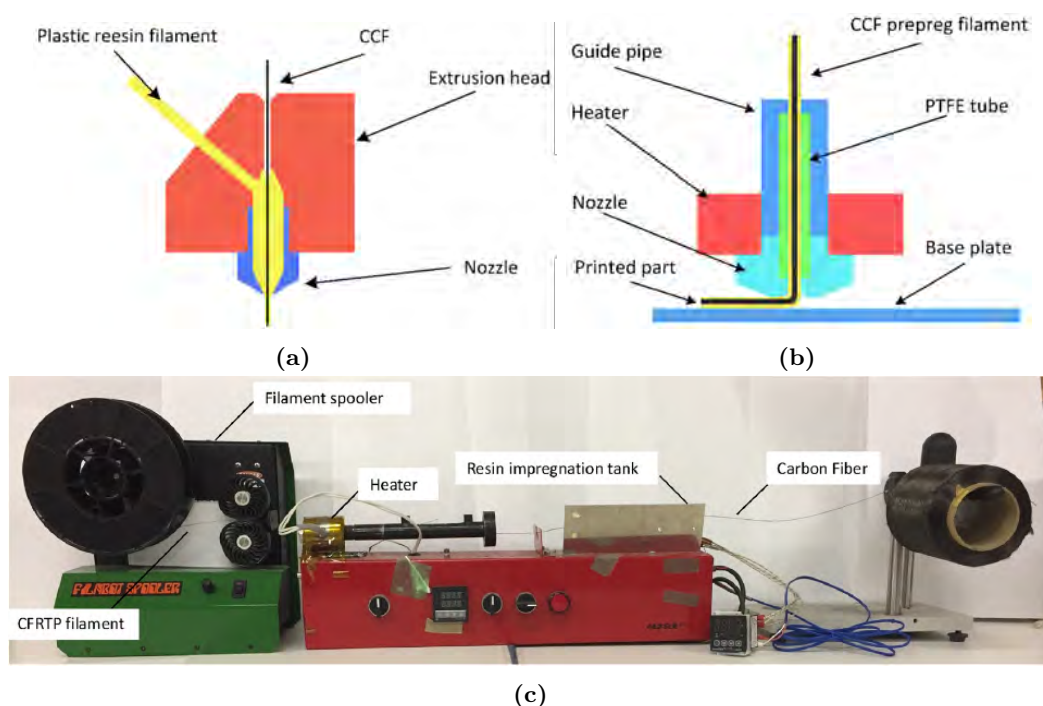 Plastic reesin filament
CCF
Extrusion head
Nozzle
(a)
CCF prepreg filament
Guide pipe
PTFE tube
Heater
Nozzle
Base plate
Printed part
(b)
Filament spooler
Resin impregnation tank
Carbon Fiber
Heater
FILABOT SPOOLER
CFRTP filament
(c)